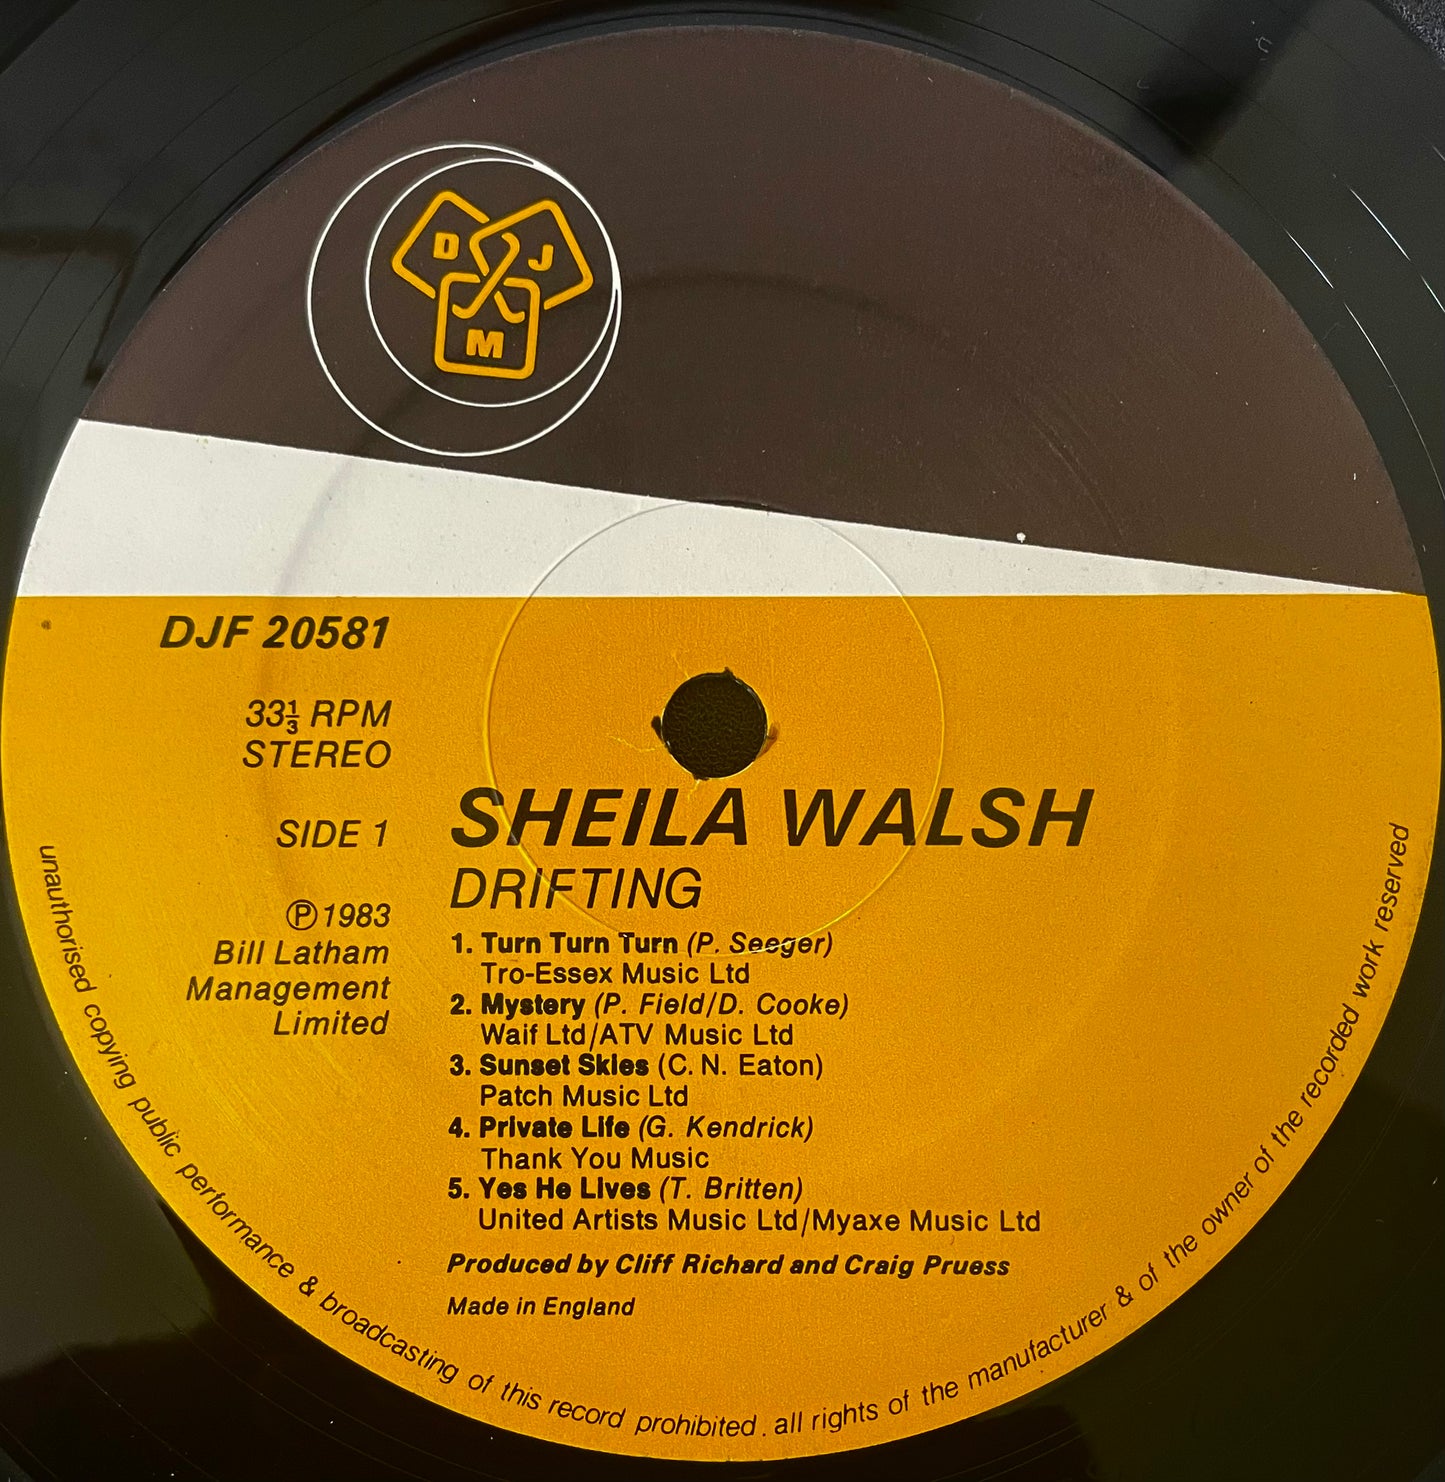 D J
M
DJF 20581
33⅓ RPM
STEREO
SIDE 1
℗ 1983
Bill Latham
Management
Limited
SHEILA WALSH
DRIFTING
1. Turn Turn Turn (P. Seeger)
Tro-Essex Music Ltd
2. Mystery (P. Field/D. Cooke)
Waif Ltd/ATV Music Ltd
3. Sunset Skies (C. N. Eaton)
Patch Music Ltd
4. Private Life (G. Kendrick)
Thank You Music
5. Yes He Lives (T. Britten)
United Artists Music Ltd/Myaxe Music Ltd
Produced by Cliff Richard and Craig Pruess
Made in England
unauthorised copying public performance & broadcasting of this record prohibited. all rights of the manufacturer & of the owner of the recorded work reserved